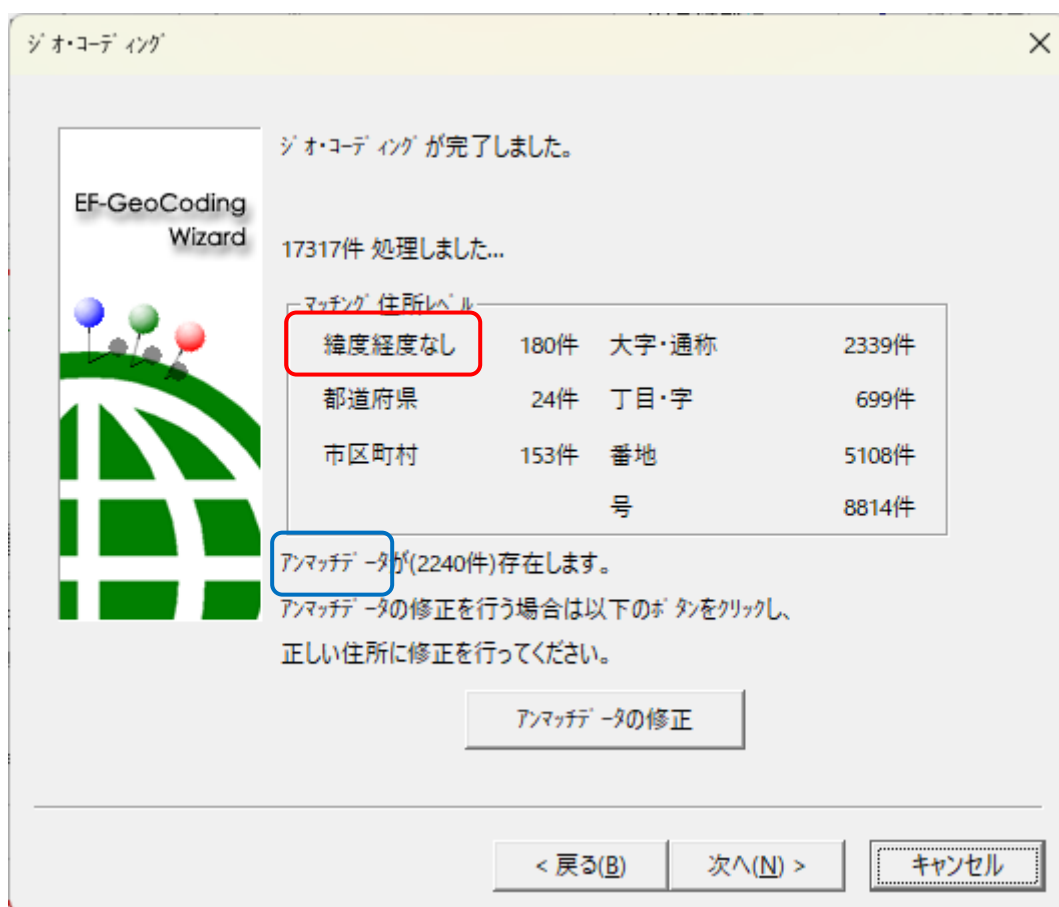 ｼﾞｵ･ｺｰﾃﾞｨﾝｸﾞ
ｼﾞｵ･ｺｰﾃﾞｨﾝｸﾞが完了しました。
EF-GeoCoding
Wizard
17317件 処理しました...
ﾏｯﾁﾝｸﾞ住所ﾚﾍﾞﾙ
緯度経度なし 180件 大字・通称 2339件
都道府県 24件 丁目・字 699件
市区町村 153件 番地 5108件
号 8814件
ｱﾝﾏｯﾁﾃﾞｰﾀが(2240件)存在します。
ｱﾝﾏｯﾁﾃﾞｰﾀの修正を行う場合は以下のﾎﾞﾀﾝをｸﾘｯｸし、
正しい住所に修正を行ってください。
ｱﾝﾏｯﾁﾃﾞｰﾀの修正
< 戻る(B) 次へ(N) > キャンセル